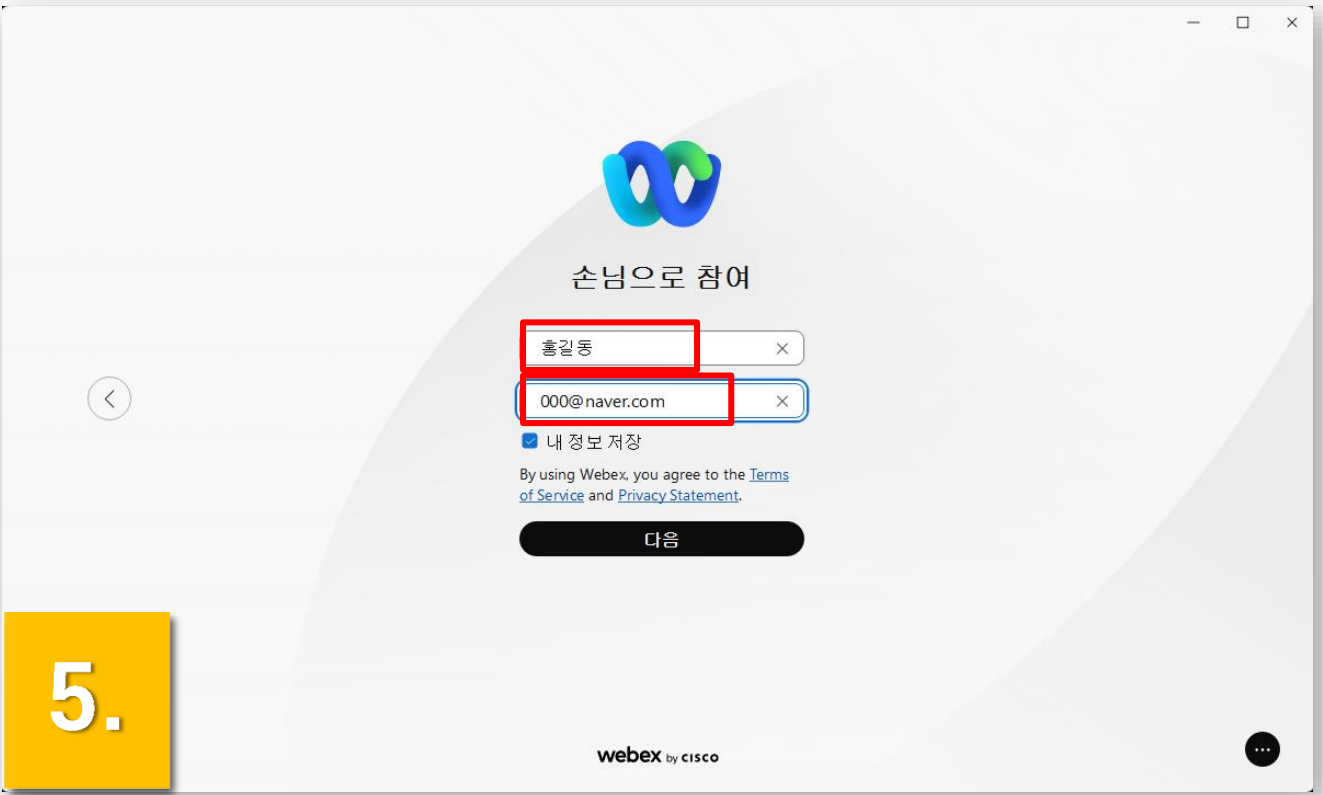 손님으로 참여
홍길동
000@naver.com
내 정보 저장
By using Webex, you agree to the Terms
of Service and Privacy Statement.
다음
5.
webex by CISCO